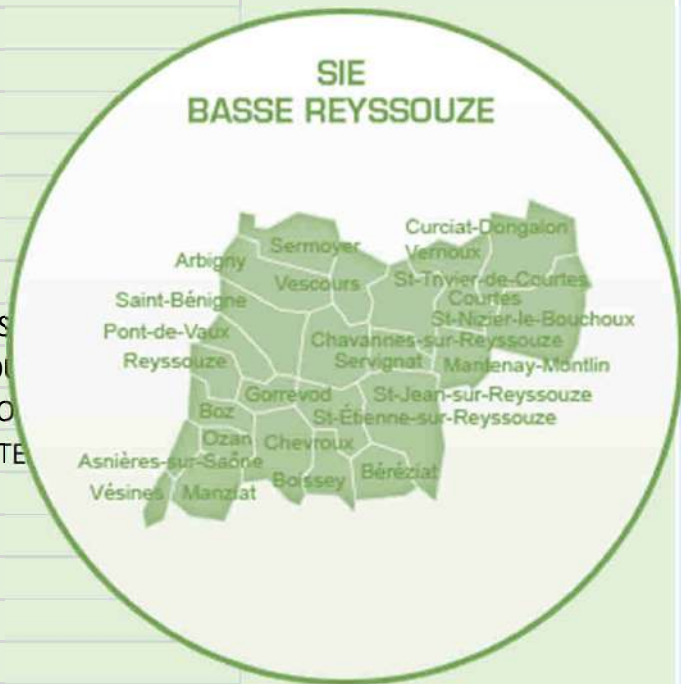 SIE
BASSE REYSSOUZE
Curciat-Dongalon
Sermoyer
Vernoux
Arbigny
Vescours
St-Trivier-de-Courtes
Saint-Bénigne
Courtes
St-Nizier-le-Bouchoux
Pont-de-Vaux
Chavannes-sur-Reyssouze
Reyssouze
Servignat
Mantenay-Montlin
Gorrevod
St-Jean-sur-Reyssouze
Boz
St-Étienne-sur-Reyssouze
Ozan
Chevroux
Asnières-sur-Saône
Béréziat
Boissey
Vésines
Manziat